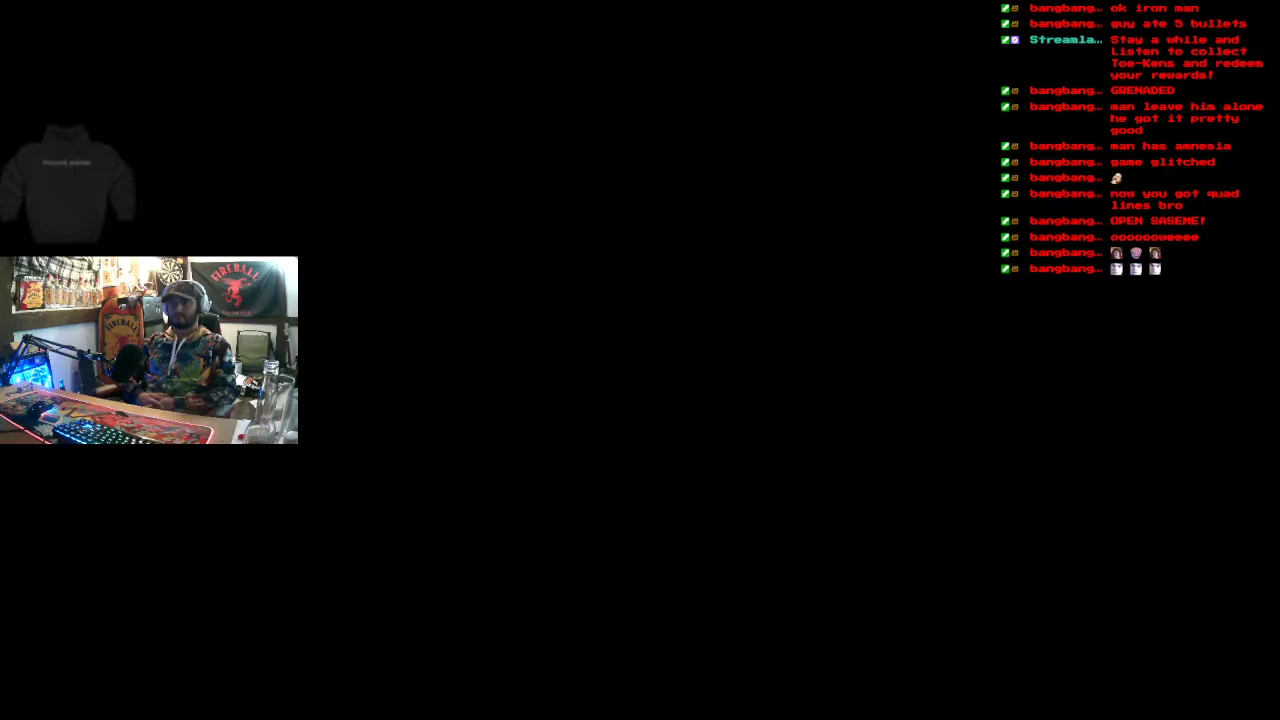 bangbang... ok iron man
bangbang... guy ate 5 bullets
Streamla... Stay a while and
Listen to collect
Toe-Kens and redeem
your rewards!
bangbang... GRENADED
bangbang... man leave him alone
he got it pretty
good
bangbang... man has amnesia
bangbang... game glitched
bangbang...
bangbang... now you got quad
lines bro
bangbang... OPEN SASEME!
bangbang... ooooooweeee
bangbang...
bangbang...
FIREBALL
FIREBALL